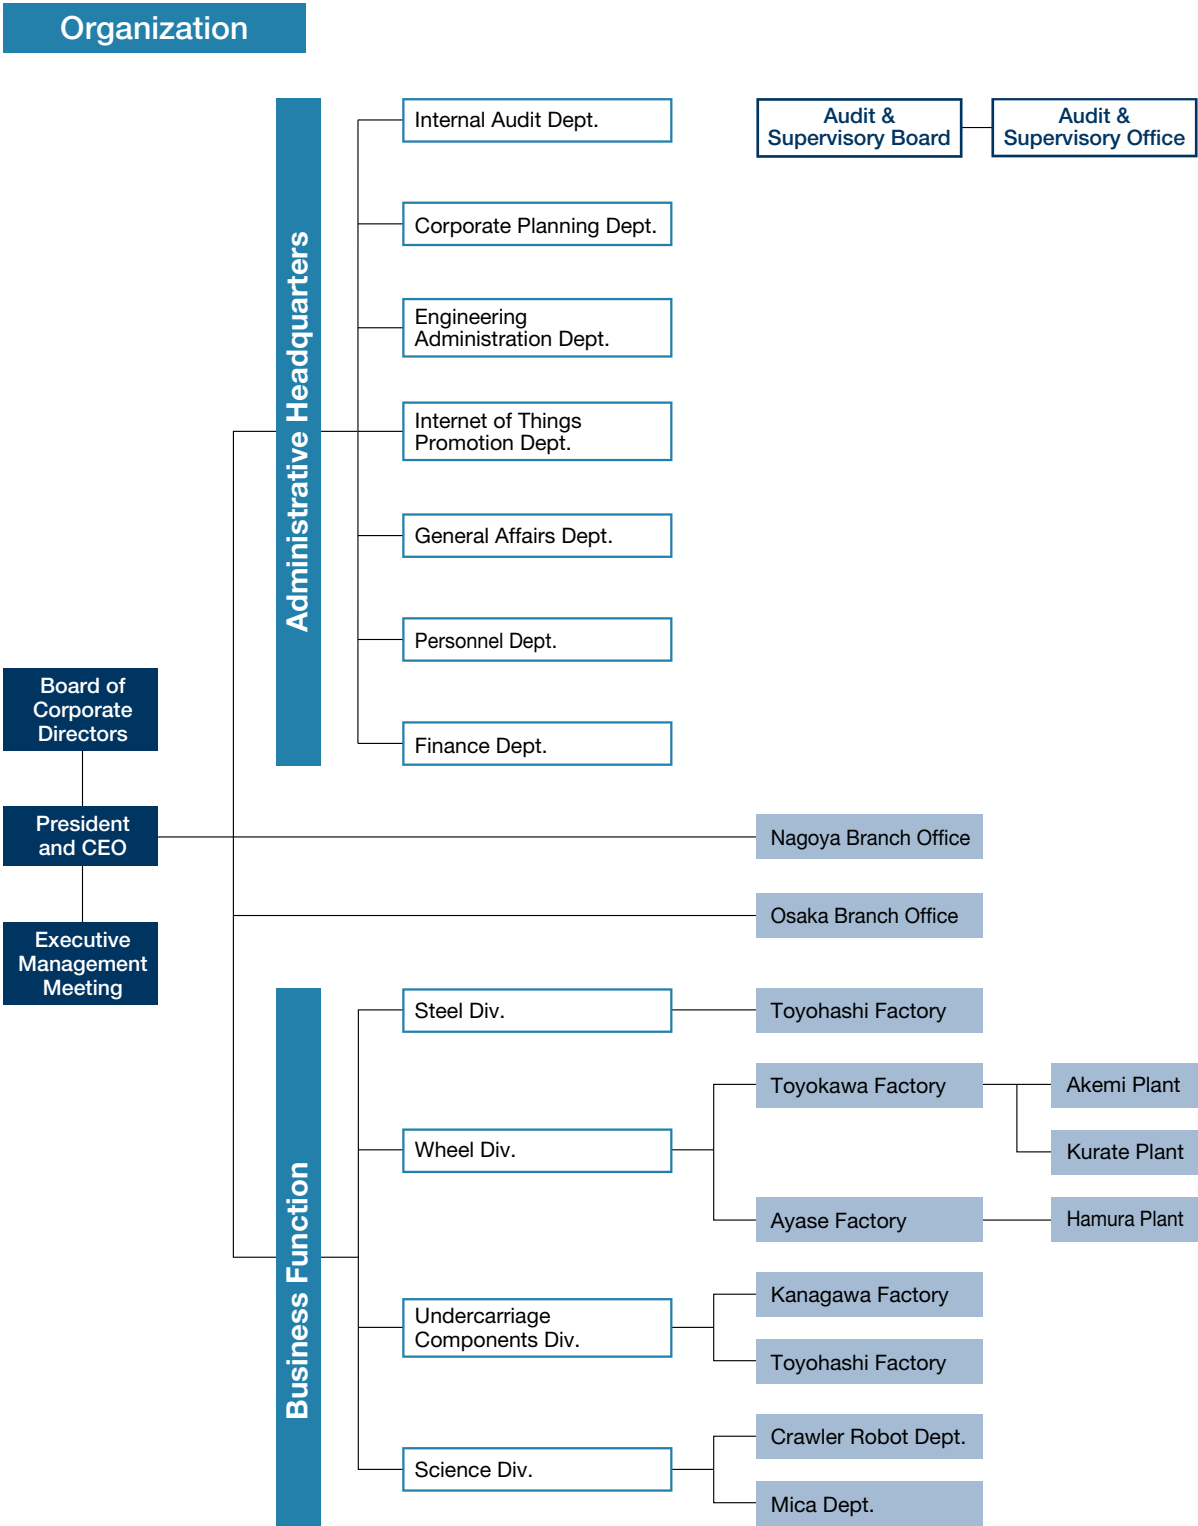 Organization
Board of
Corporate
Directors
President
and CEO
Executive
Management
Meeting
Administrative Headquarters
Internal Audit Dept.
Corporate Planning Dept.
Engineering
Administration Dept.
Internet of Things
Promotion Dept.
General Affairs Dept.
Personnel Dept.
Finance Dept.
Audit &
Supervisory Board
Audit &
Supervisory Office
Nagoya Branch Office
Osaka Branch Office
Business Function
Steel Div.
Toyohashi Factory
Wheel Div.
Toyokawa Factory
Akemi Plant
Kurate Plant
Ayase Factory
Hamura Plant
Undercarriage
Components Div.
Kanagawa Factory
Toyohashi Factory
Science Div.
Crawler Robot Dept.
Mica Dept.